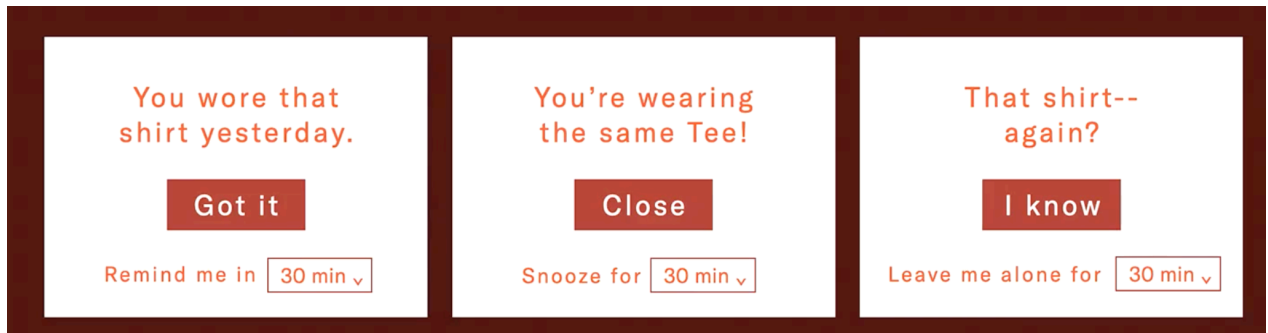 You wore that
shirt yesterday.
Got it
Remind me in 30 min
You’re wearing
the same Tee!
Close
Snooze for 30 min
That shirt--
again?
I know
Leave me alone for 30 min